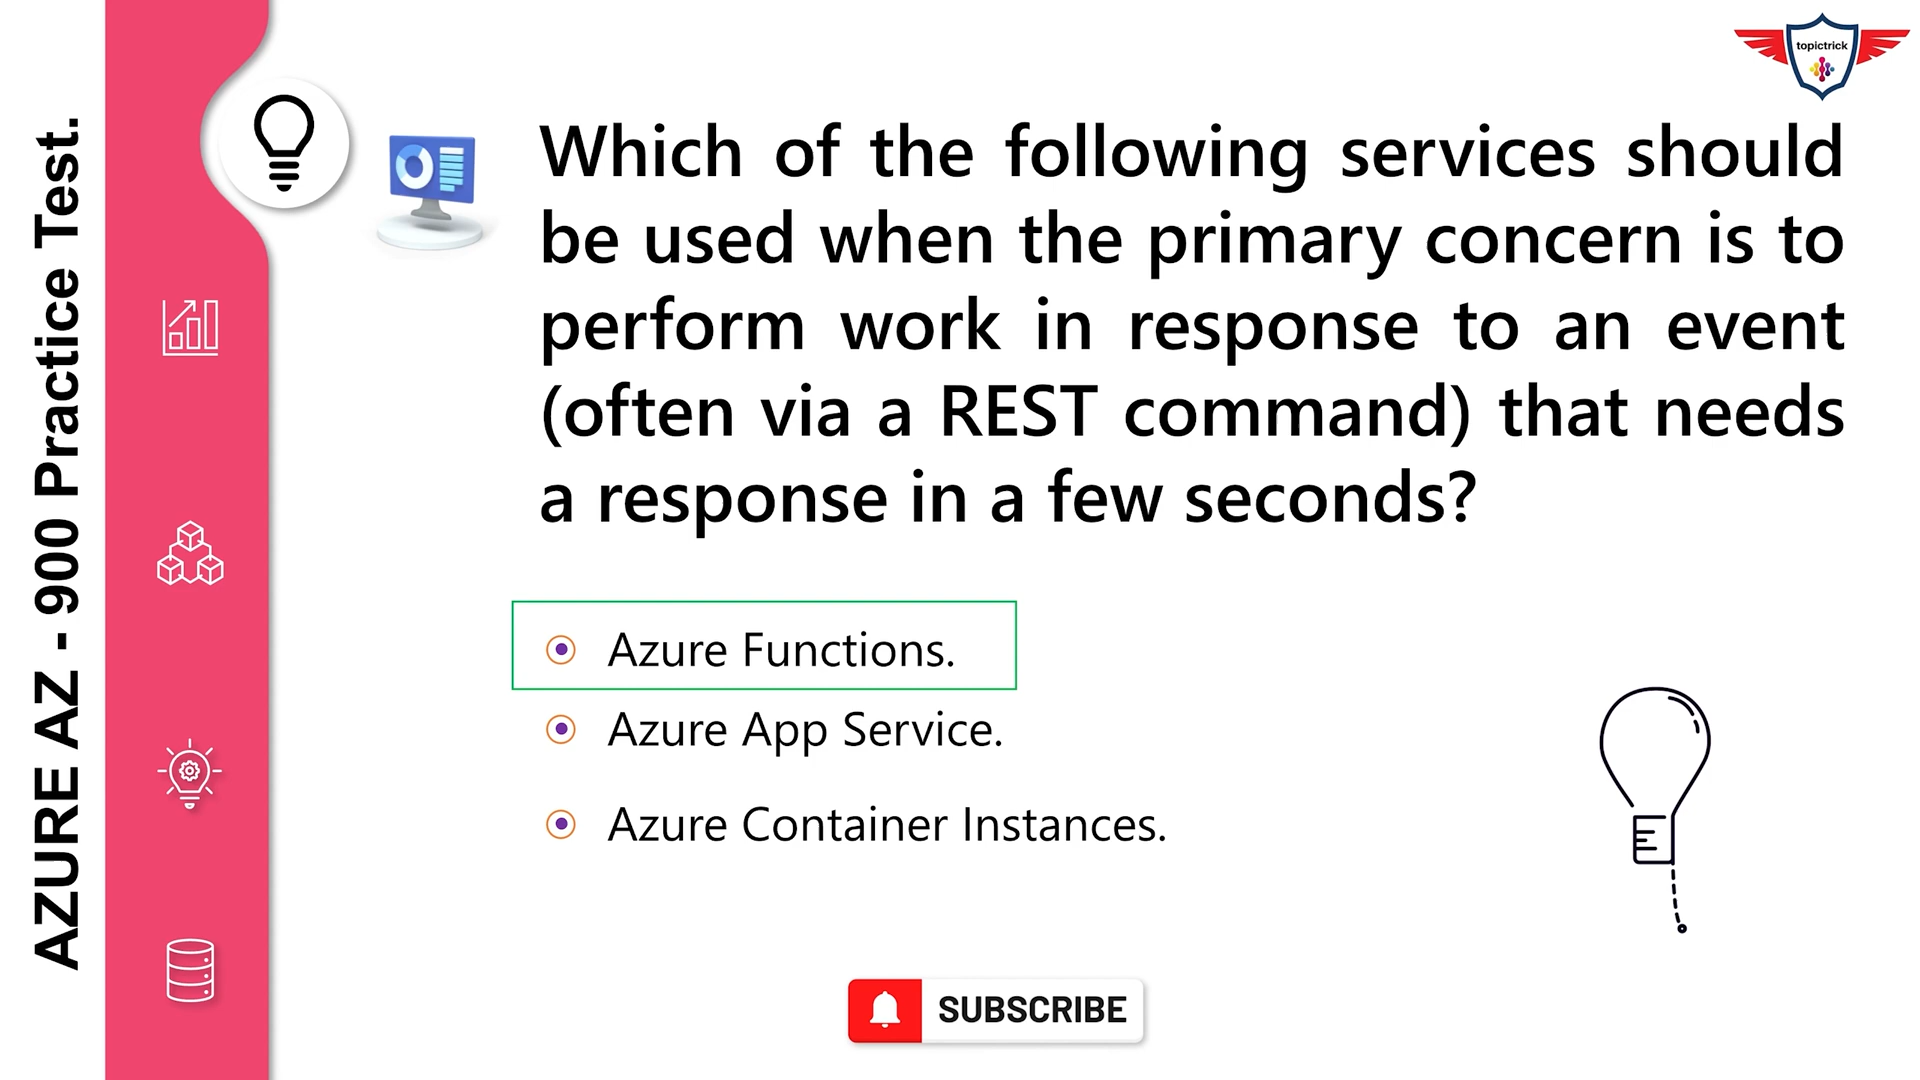 AZURE AZ - 900 Practice Test.
topictrick
Which of the following services should
be used when the primary concern is to
perform work in response to an event
(often via a REST command) that needs
a response in a few seconds?
Azure Functions.
Azure App Service.
Azure Container Instances.
SUBSCRIBE